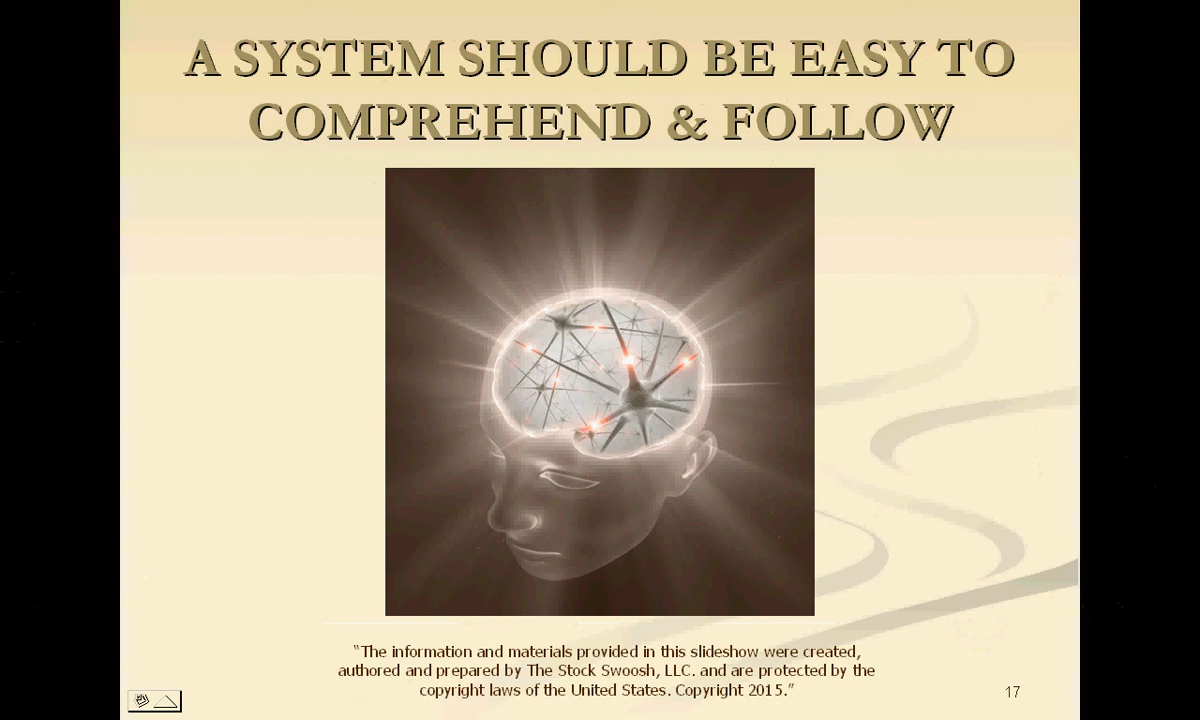 A SYSTEM SHOULD BE EASY TO
COMPREHEND & FOLLOW
“The information and materials provided in this slideshow were created,
authored and prepared by The Stock Swoosh, LLC. and are protected by the
copyright laws of the United States. Copyright 2015.”
17